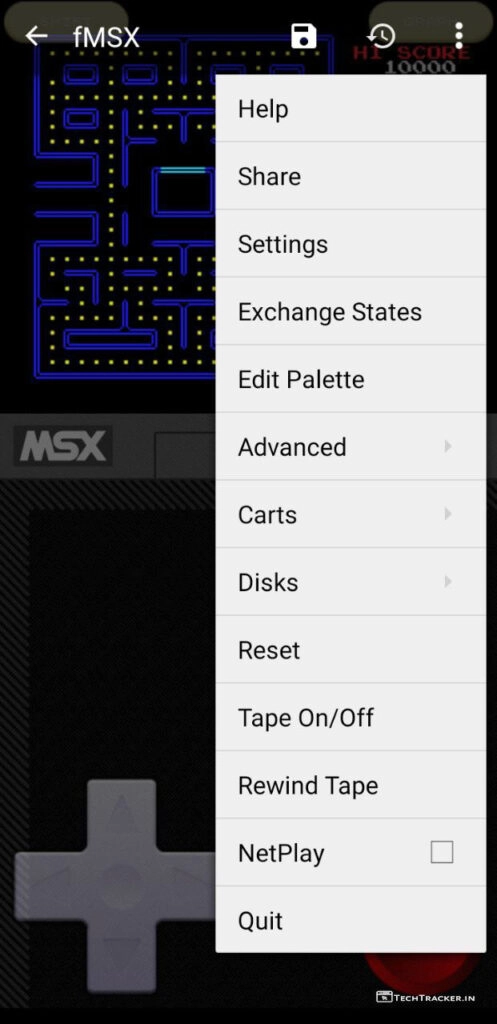 fMSX
HI SCORE
10000
Help
Share
Settings
Exchange States
Edit Palette
Advanced
Carts
Disks
Reset
Tape On/Off
Rewind Tape
NetPlay
Quit
MSX
TECHTRACKER.IN